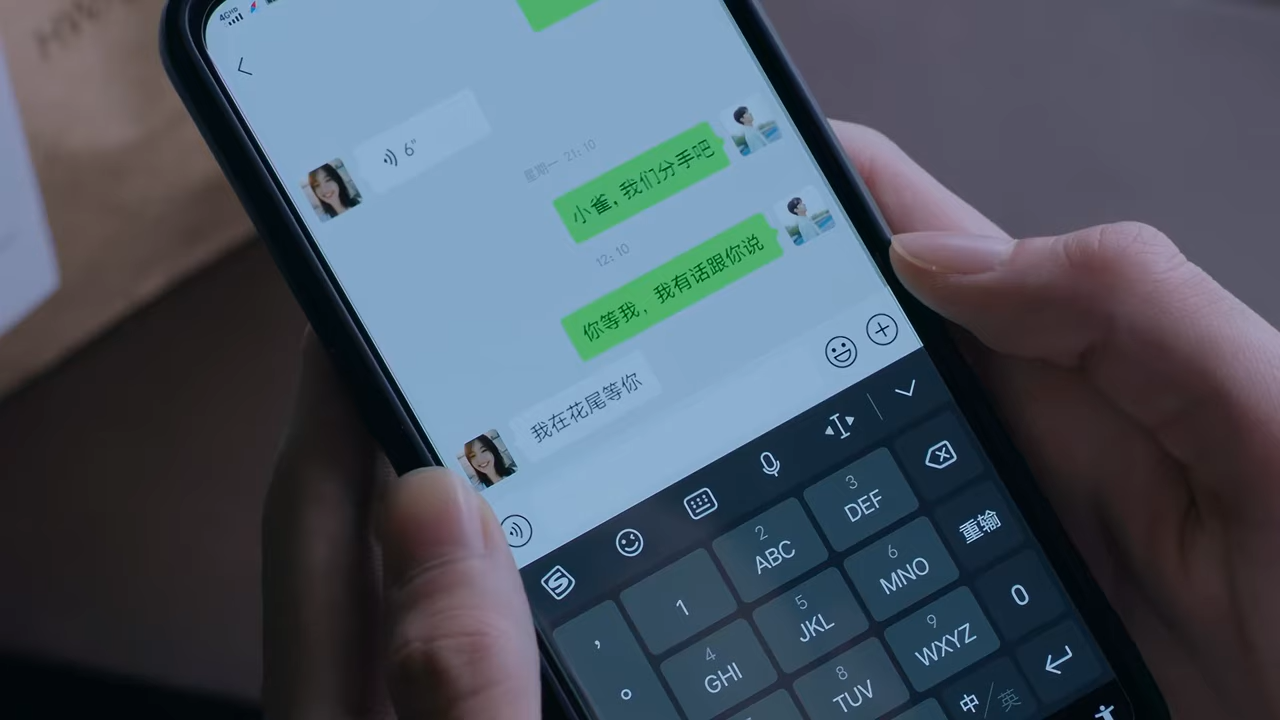 4GHD
6"
星期一 21:10
小雀，我们分手吧
12:10
你等我，我有话跟你说
我在花尾等你
，
1
2
ABC
3
DEF
4
GHI
5
JKL
6
MNO
重输
。
8
TUV
9
WXYZ
0
中/英